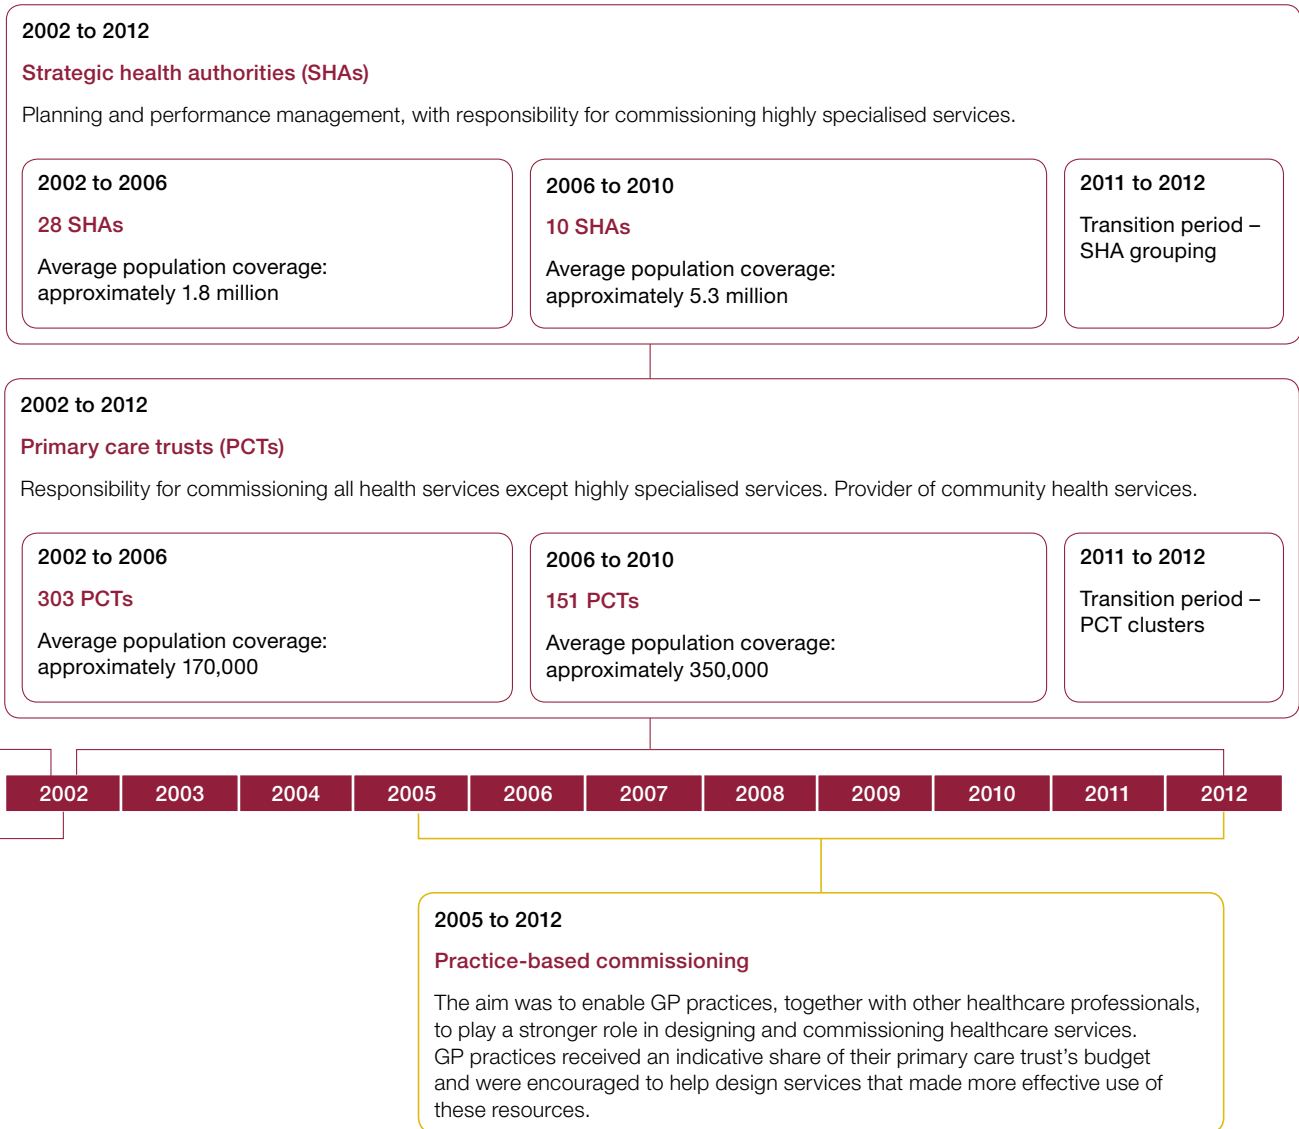 2002 to 2012
Strategic health authorities (SHAs)
Planning and performance management, with responsibility for commissioning highly specialised services.
2002 to 2006
28 SHAs
Average population coverage:
approximately 1.8 million
2006 to 2010
10 SHAs
Average population coverage:
approximately 5.3 million
2011 to 2012
Transition period –
SHA grouping
2002 to 2012
Primary care trusts (PCTs)
Responsibility for commissioning all health services except highly specialised services. Provider of community health services.
2002 to 2006
303 PCTs
Average population coverage:
approximately 170,000
2006 to 2010
151 PCTs
Average population coverage:
approximately 350,000
2011 to 2012
Transition period –
PCT clusters
2002 2003 2004 2005 2006 2007 2008 2009 2010 2011 2012
2005 to 2012
Practice-based commissioning
The aim was to enable GP practices, together with other healthcare professionals,
to play a stronger role in designing and commissioning healthcare services.
GP practices received an indicative share of their primary care trust’s budget
and were encouraged to help design services that made more effective use of
these resources.